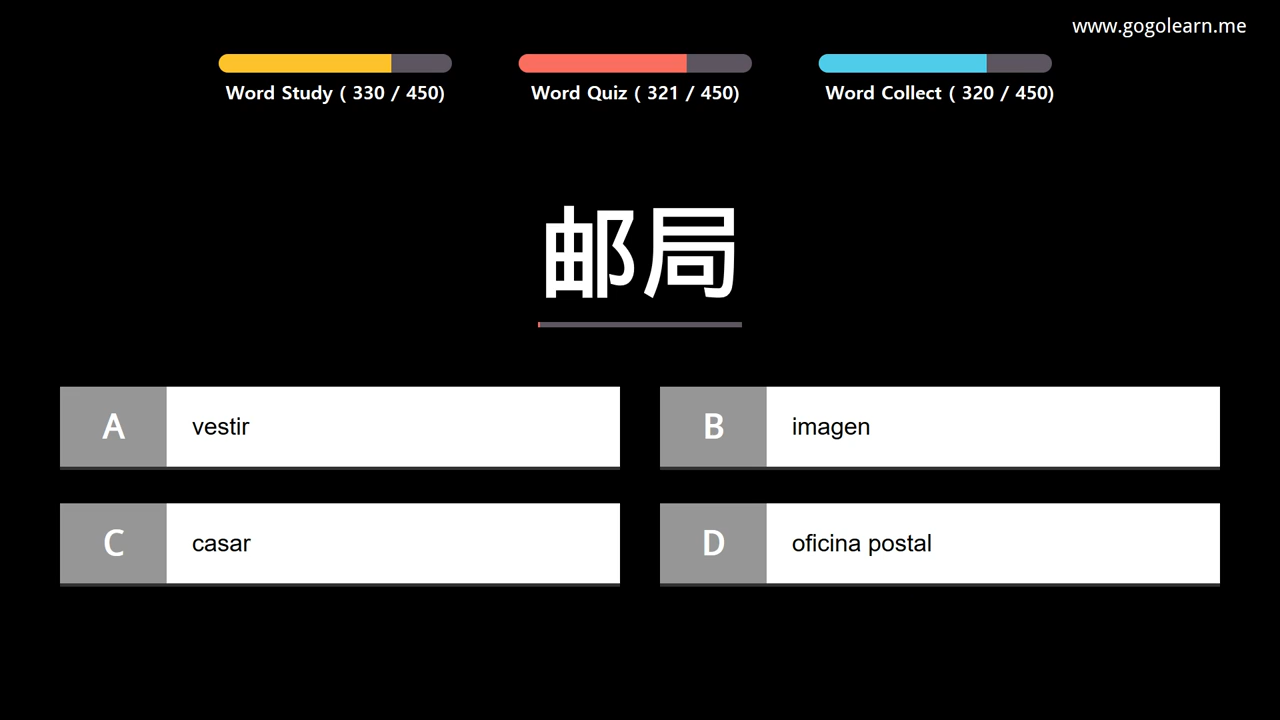 www.gogolearn.me
Word Study ( 330 / 450)
Word Quiz ( 321 / 450)
Word Collect ( 320 / 450)
邮局
A
vestir
B
imagen
C
casar
D
oficina postal